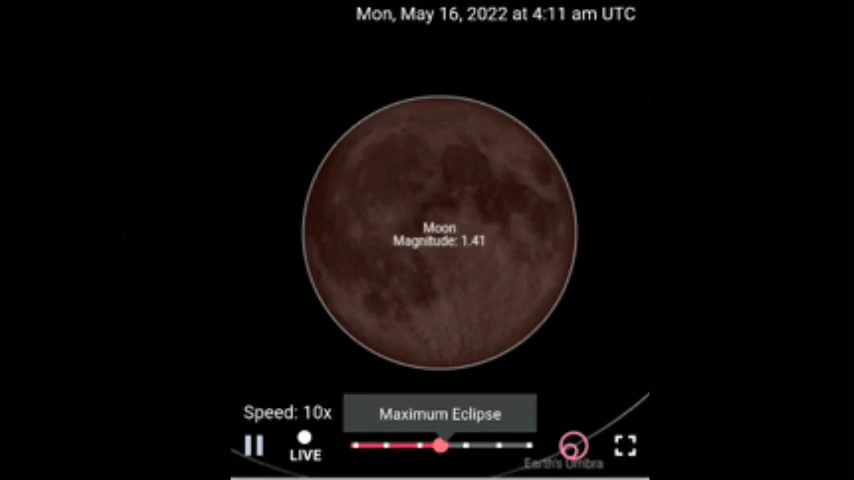 Mon, May 16, 2022 at 4:11 am UTC
Moon
Magnitude: 1.41
Speed: 10x
Maximum Eclipse
LIVE
Earth's Umbra